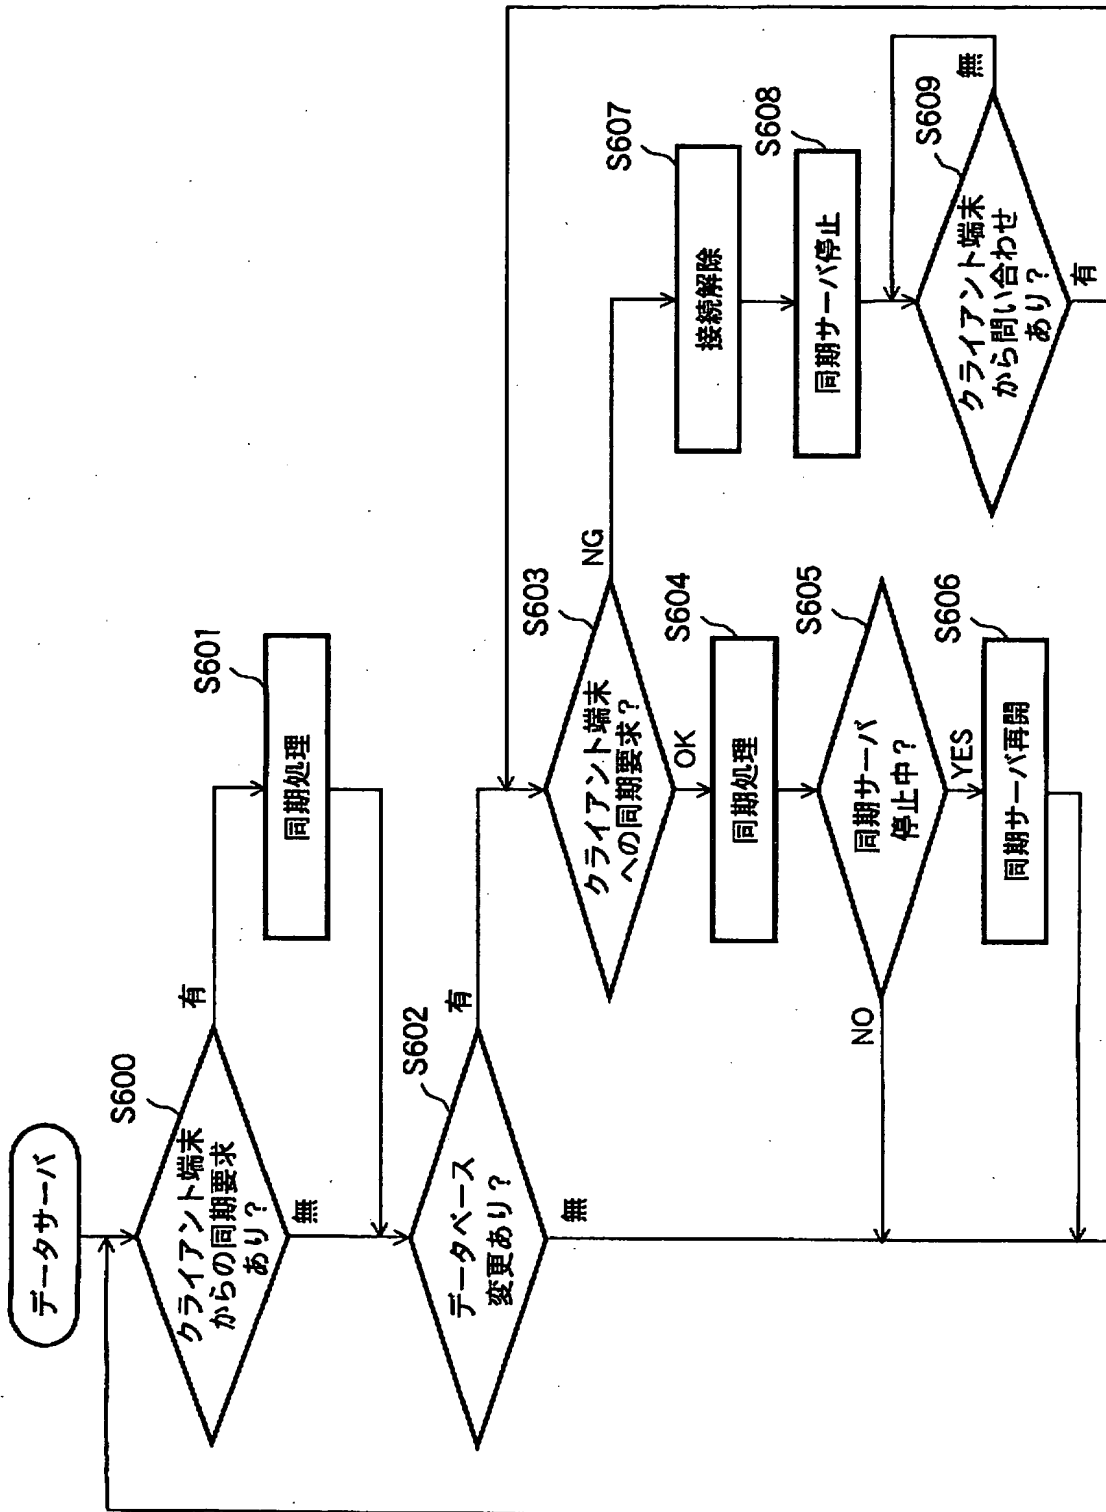 データサーバ
S600
クライアント端末
からの同期要求
あり?
有
無
S601
同期処理
S602
データベース
変更あり?
有
無
S603
クライアント端末
への同期要求?
NG
OK
S604
同期処理
S605
同期サーバ
停止中?
NO
YES
S606
同期サーバ再開
S607
接続解除
S608
同期サーバ停止
S609
クライアント端末
から問い合わせ
あり?
無
有